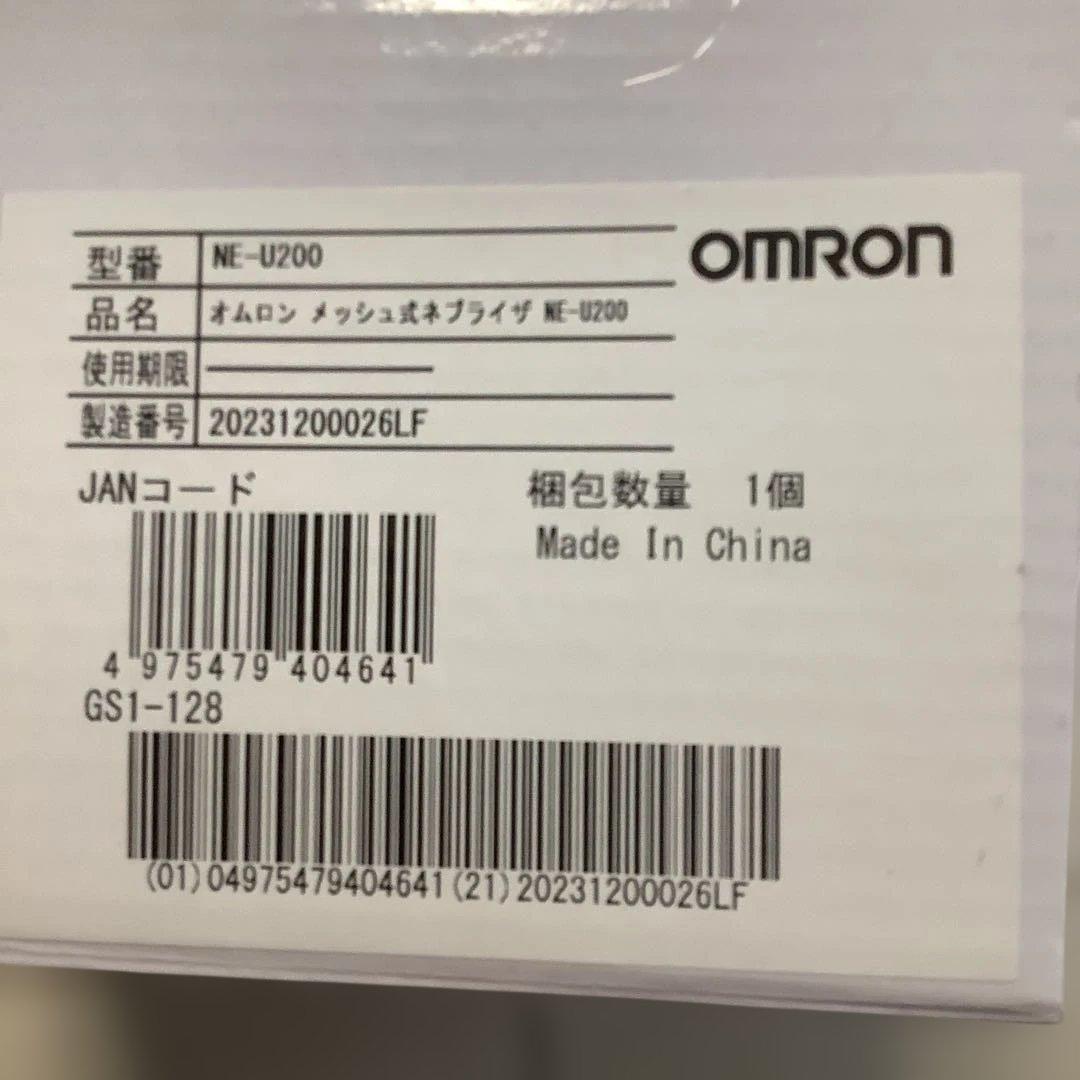 OMRON
型番 NE-U200
品名 オムロン メッシュ式ネブライザ NE-U200
使用期限 ————————
製造番号 20231200026LF
JANコード
梱包数量 1個
Made In China
4 975479 404641
GS1-128
(01)04975479404641(21)20231200026LF